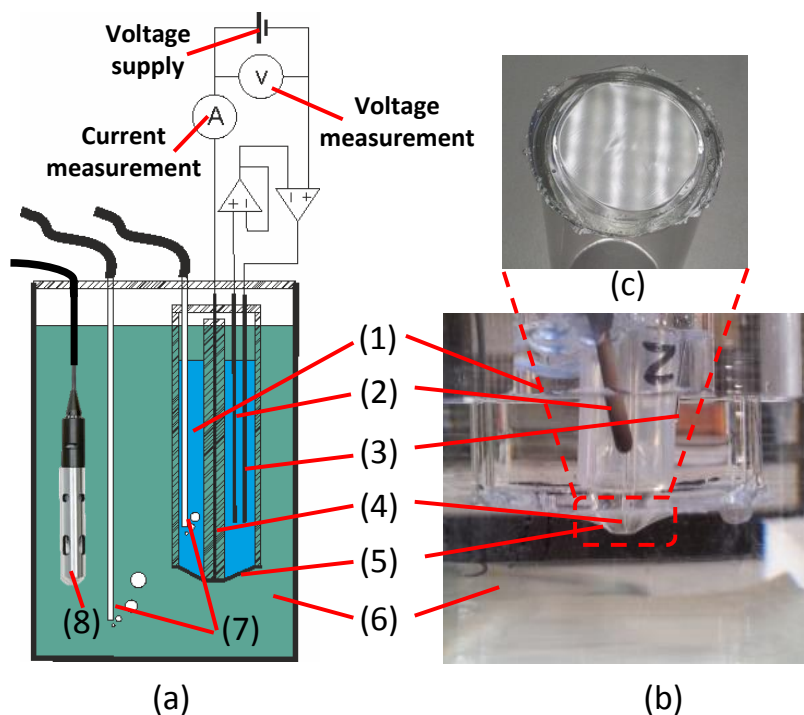 Voltage
supply
V
Voltage
measurement
A
Current
measurement
+ I
I +
(c)
(1)
(2)
(3)
(4)
(5)
(6)
(7)
(8)
N
(a)
(b)